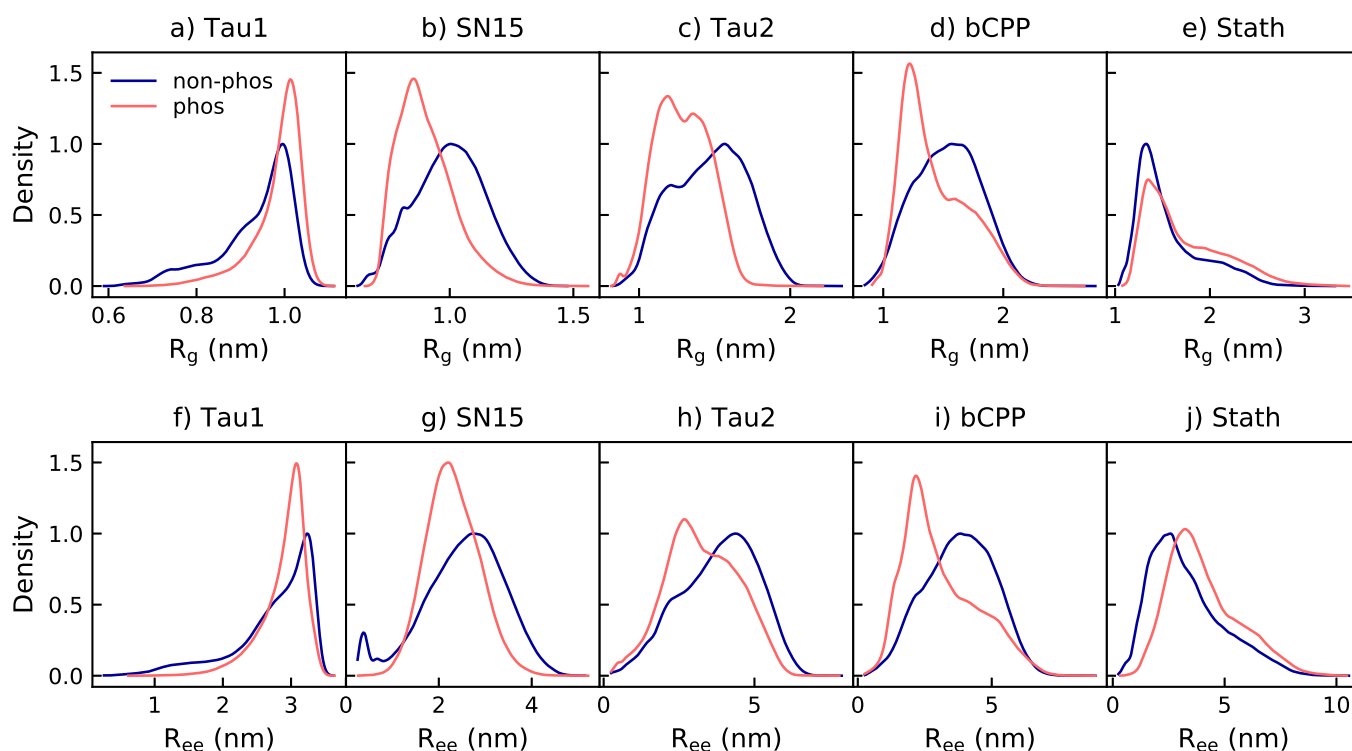 a) Tau1
b) SN15
c) Tau2
d) bCPP
e) Stath
non-phos
phos
Density
1.5
1.0
0.5
0.0
0.6 0.8 1.0
1.0 1.5
1 2
1 2
1 2 3
R_g (nm)
R_g (nm)
R_g (nm)
R_g (nm)
R_g (nm)
f) Tau1
g) SN15
h) Tau2
i) bCPP
j) Stath
Density
1.5
1.0
0.5
0.0
1 2 3
0 2 4
0 5
0 5
0 5 10
R_ee (nm)
R_ee (nm)
R_ee (nm)
R_ee (nm)
R_ee (nm)